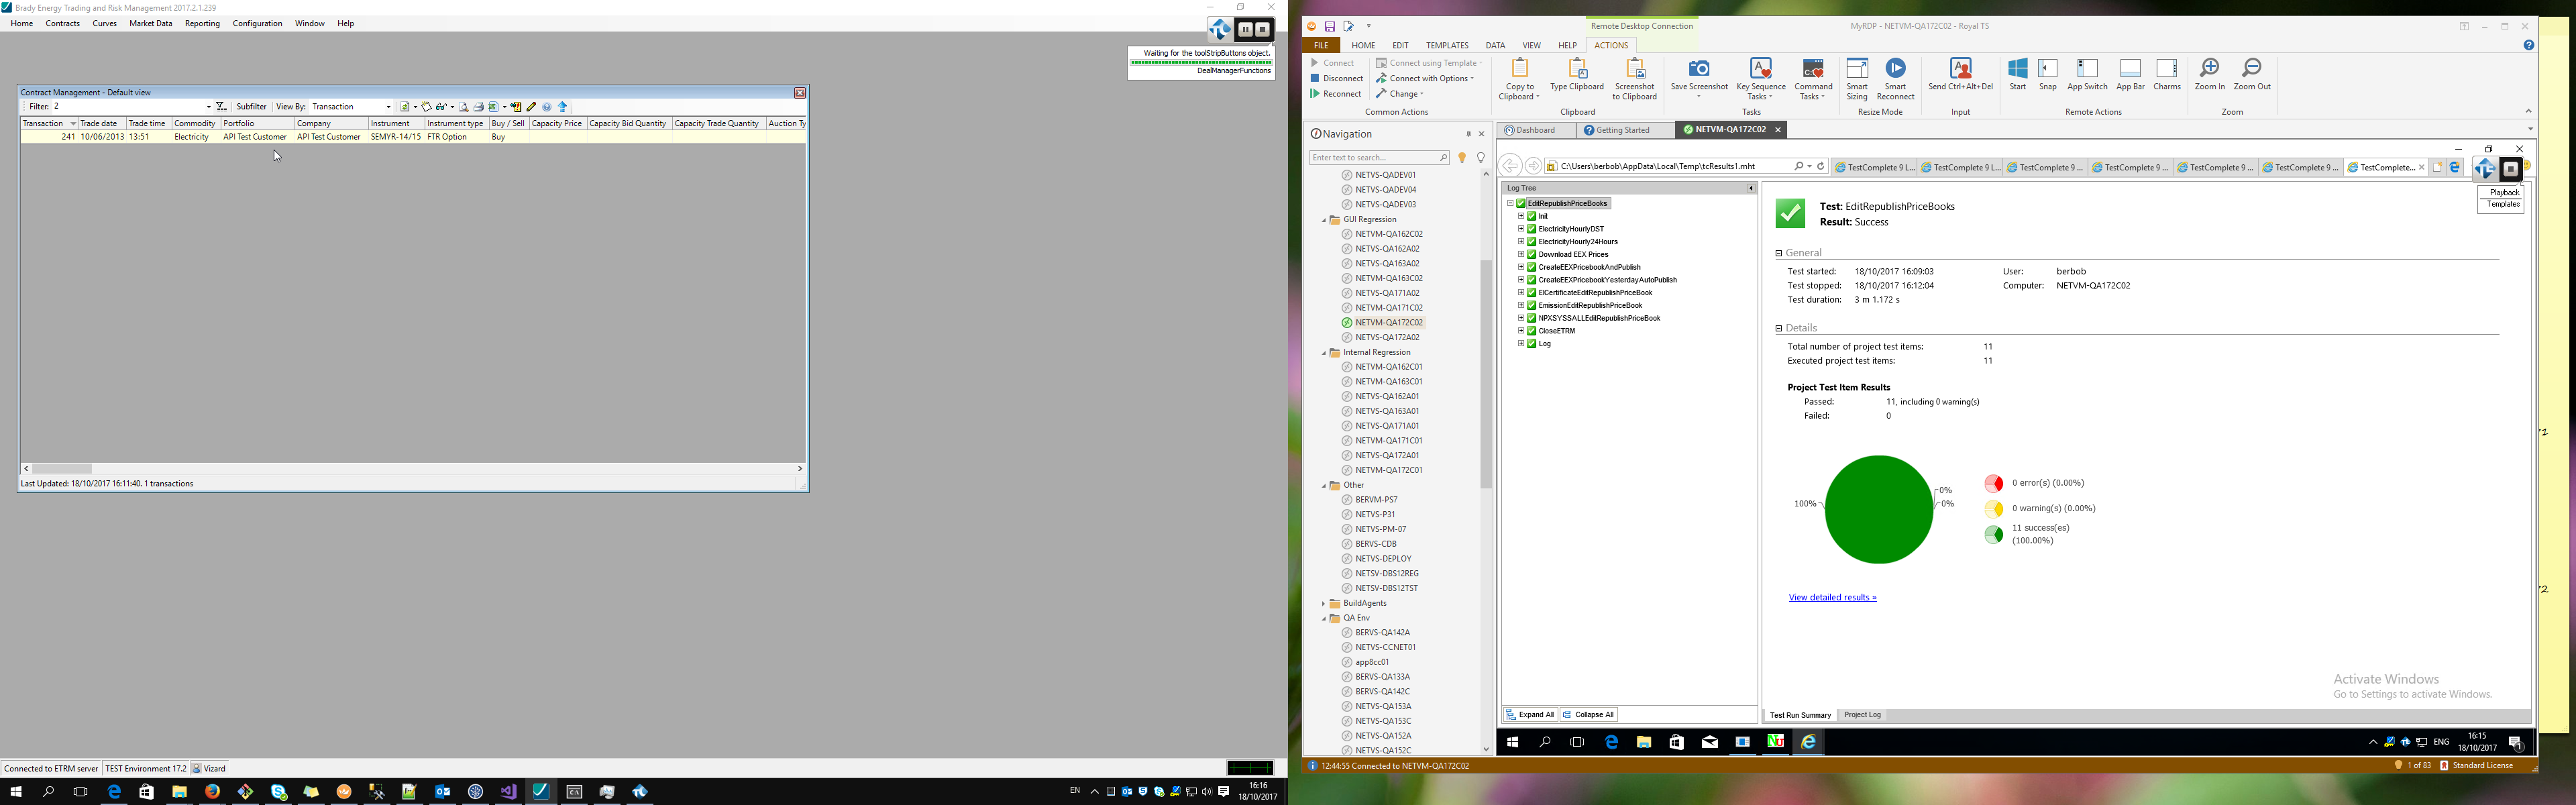 Brady Energy Trading and Risk Management 2017.2.1.239
Home Contracts Curves Market Data Reporting Configuration Window Help
Waiting for the toolStripButtons object.
DealManagerFunctions
Contract Management - Default view
Filter: 2 Subfilter View By: Transaction
Transaction Trade date Trade time Commodity Portfolio Company Instrument Instrument type Buy / Sell Capacity Price Capacity Bid Quantity Capacity Trade Quantity Auction Ty
241 10/06/2013 13:51 Electricity API Test Customer API Test Customer SEMYR-14/15 FTR Option Buy
Last Updated: 18/10/2017 16:11:40. 1 transactions
Connected to ETRM server TEST Environment 17.2 Vizard
EN 16:16
18/10/2017
Remote Desktop Connection
MyRDP - NETVM-QA172C02 - Royal TS
FILE HOME EDIT TEMPLATES DATA VIEW HELP ACTIONS
Connect
Disconnect
Reconnect
Connect using Template
Connect with Options
Change
Common Actions
Copy to Clipboard
Type Clipboard
Screenshot to Clipboard
Clipboard
Save Screenshot
Key Sequence Tasks
Command Tasks
Tasks
Smart Sizing
Smart Reconnect
Resize Mode
Send Ctrl+Alt+Del
Input
Start Snap App Switch App Bar Charms
Remote Actions
Zoom In Zoom Out
Zoom
Navigation
Enter text to search...
NETVS-QADEV01
NETVS-QADEV04
NETVS-QADEV03
GUI Regression
NETVM-QA162C02
NETVS-QA162A02
NETVS-QA163A02
NETVM-QA163C02
NETVS-QA171A02
NETVM-QA171C02
NETVM-QA172C02
NETVS-QA172A02
Internal Regression
NETVM-QA162C01
NETVM-QA163C01
NETVS-QA162A01
NETVS-QA163A01
NETVS-QA171A01
NETVM-QA171C01
NETVS-QA172A01
NETVM-QA172C01
Other
BERVM-PS7
NETVS-P31
NETVS-PM-07
BERVS-CDB
NETVS-DEPLOY
NETSV-DBS12REG
NETSV-DBS12TST
BuildAgents
QA Env
BERVS-QA142A
NETVS-CCNET01
app8cc01
BERVS-QA133A
BERVS-QA142C
NETVS-QA153A
NETVS-QA153C
NETVS-QA152A
NETVS-QA152C
Dashboard Getting Started NETVM-QA172C02
C:\Users\berbob\AppData\Local\Temp\tcResults1.mht
TestComplete 9 L... TestComplete 9 L... TestComplete 9 ... TestComplete 9 ... TestComplete 9 ... TestComplete 9 ... TestComplete...
Playback
Templates
Log Tree
EditRepublishPriceBooks
Init
ElectricityHourlyDST
ElectricityHourly24Hours
Download EEX Prices
CreateEEXPricebookAndPublish
CreateEEXPricebookYesterdayAutoPublish
ElCertificateEditRepublishPriceBook
EmissionEditRepublishPriceBook
NPXSYSSALLEditRepublishPriceBook
CloseETRM
Log
Expand All Collapse All
Test: EditRepublishPriceBooks
Result: Success
General
Test started: 18/10/2017 16:09:03 User: berbob
Test stopped: 18/10/2017 16:12:04 Computer: NETVM-QA172C02
Test duration: 3 m 1.172 s
Details
Total number of project test items: 11
Executed project test items: 11
Project Test Item Results
Passed: 11, including 0 warning(s)
Failed: 0
100% 0%
0%
0 error(s) (0.00%)
0 warning(s) (0.00%)
11 success(es)
(100.00%)
View detailed results »
Activate Windows
Go to Settings to activate Windows.
Test Run Summary Project Log
ENG 16:15
18/10/2017
12:44:55 Connected to NETVM-QA172C02
1 of 83 Standard License